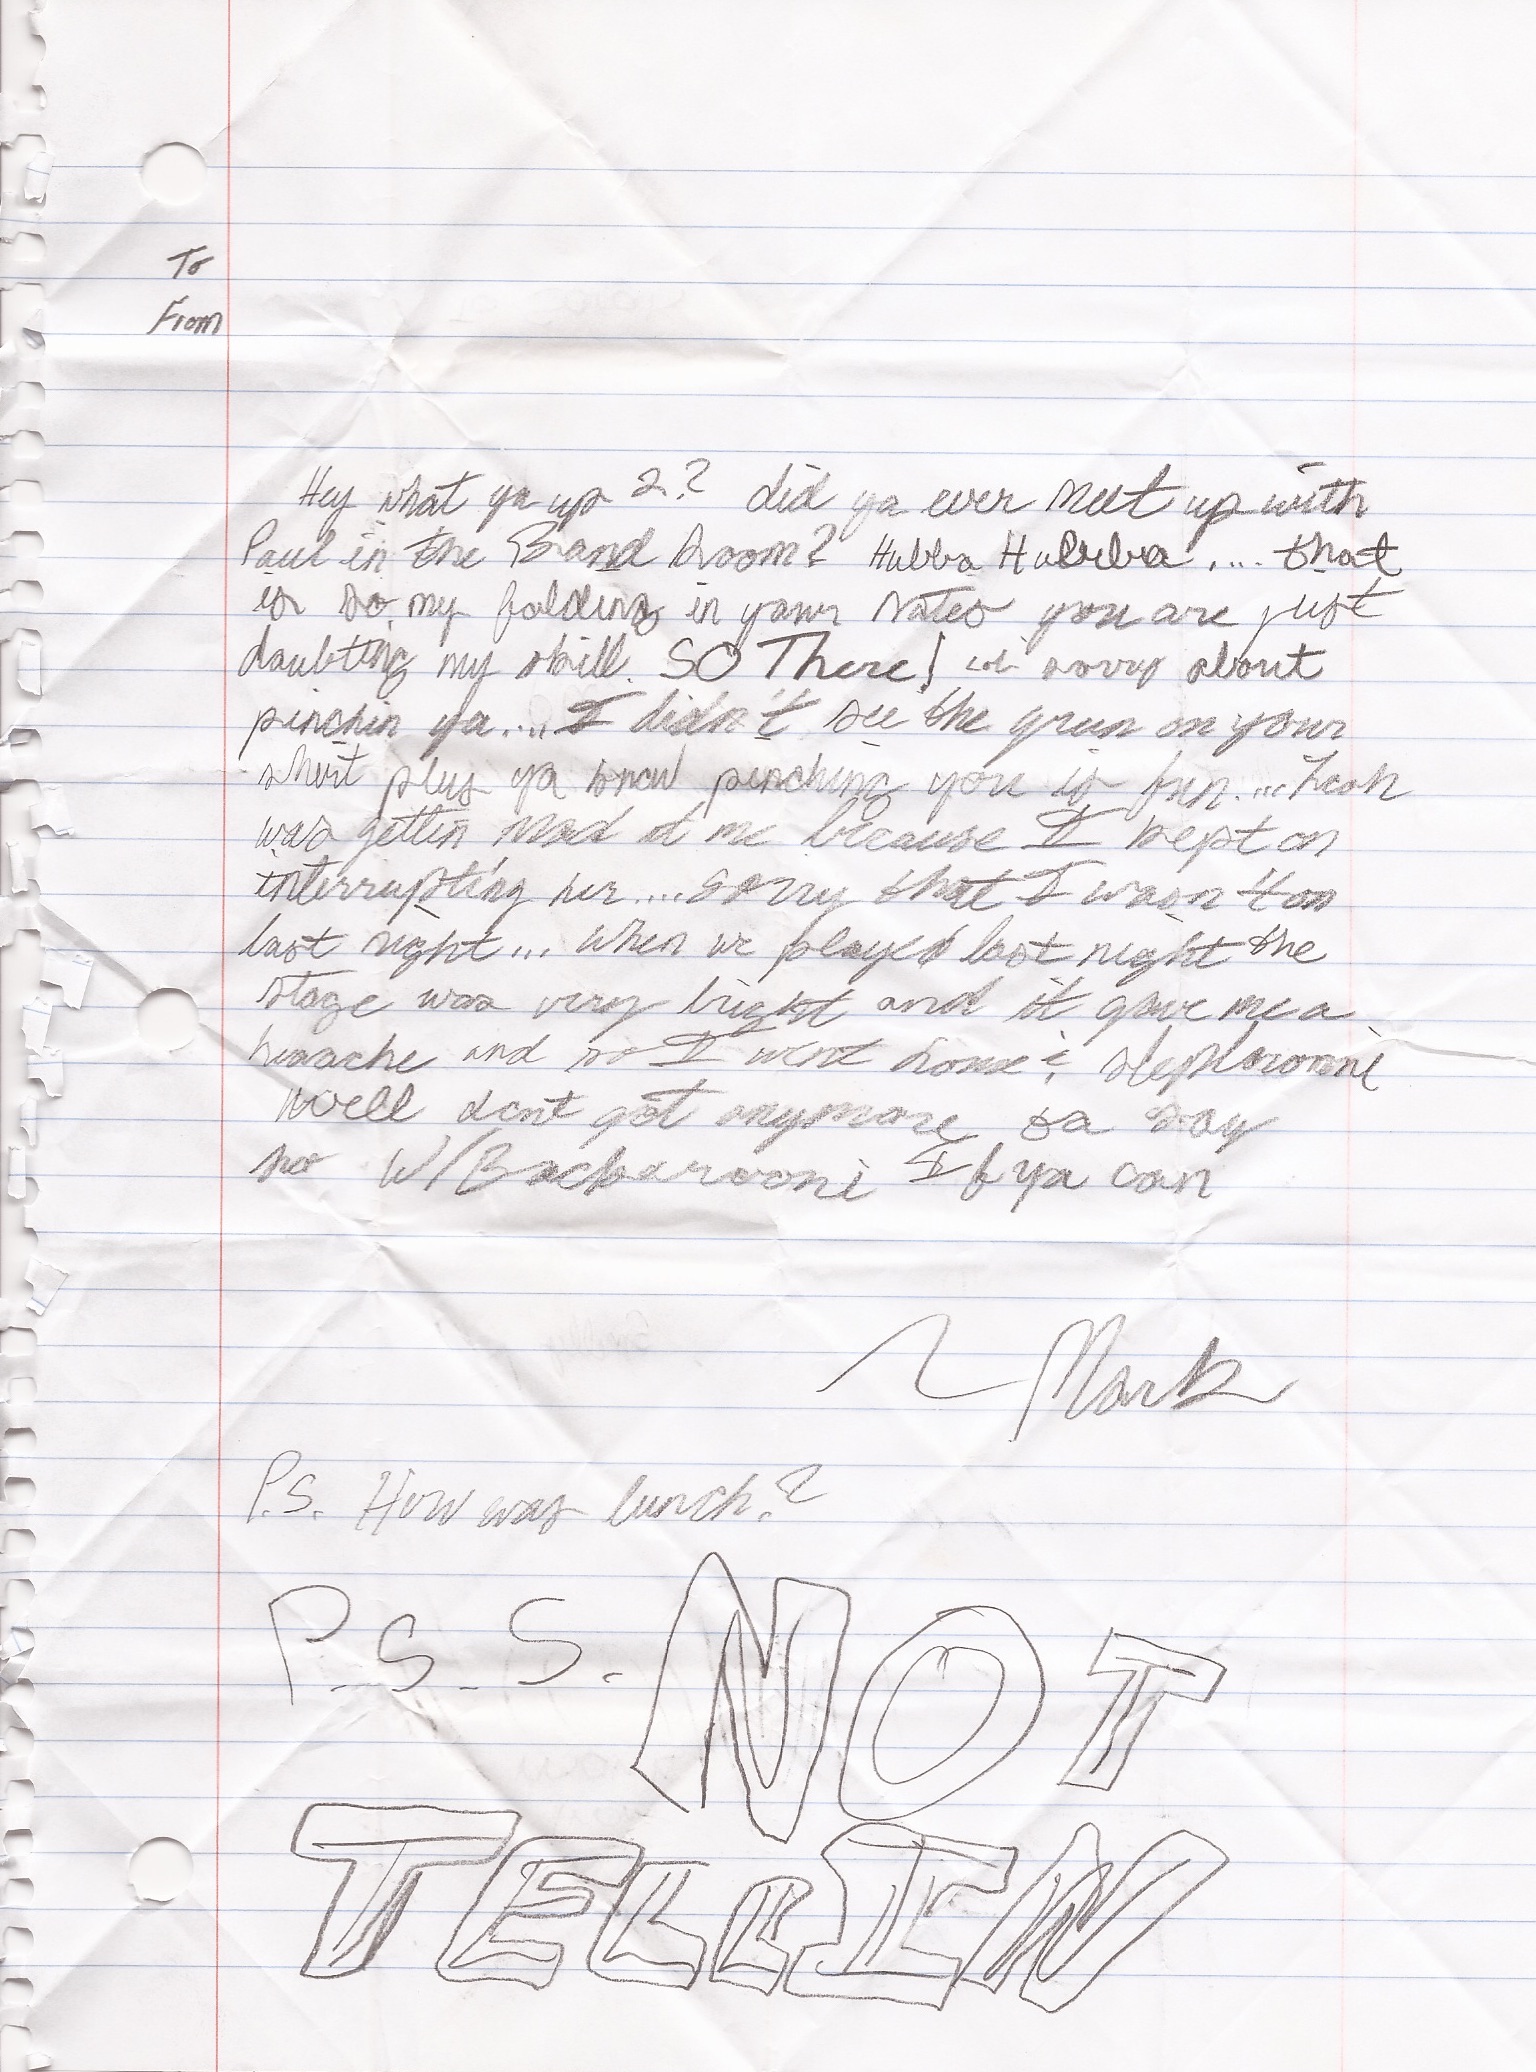 To
From
Hey what ya up 2? did ya ever meet up with
Paul in the Band Room? Hubba Hubba.... that
is so my folding in your notes you are just
doubting my skill. SO There! sorry about
pinchin ya.... I didn't see the green on your
shirt plus ya know pinching you is fun.... Leah
was gettin mad at me because I kept on
interrupting her.... Sorry that I wasn't on
last night... when we played last night the
stage was very bright and it gave me a
heaache and so I went home & slepharooni
Well dont got anymore ta say
so W/Backarooni If ya can
~ Mark
P.S. How was lunch?
P.S.S. NOT
TELLIN